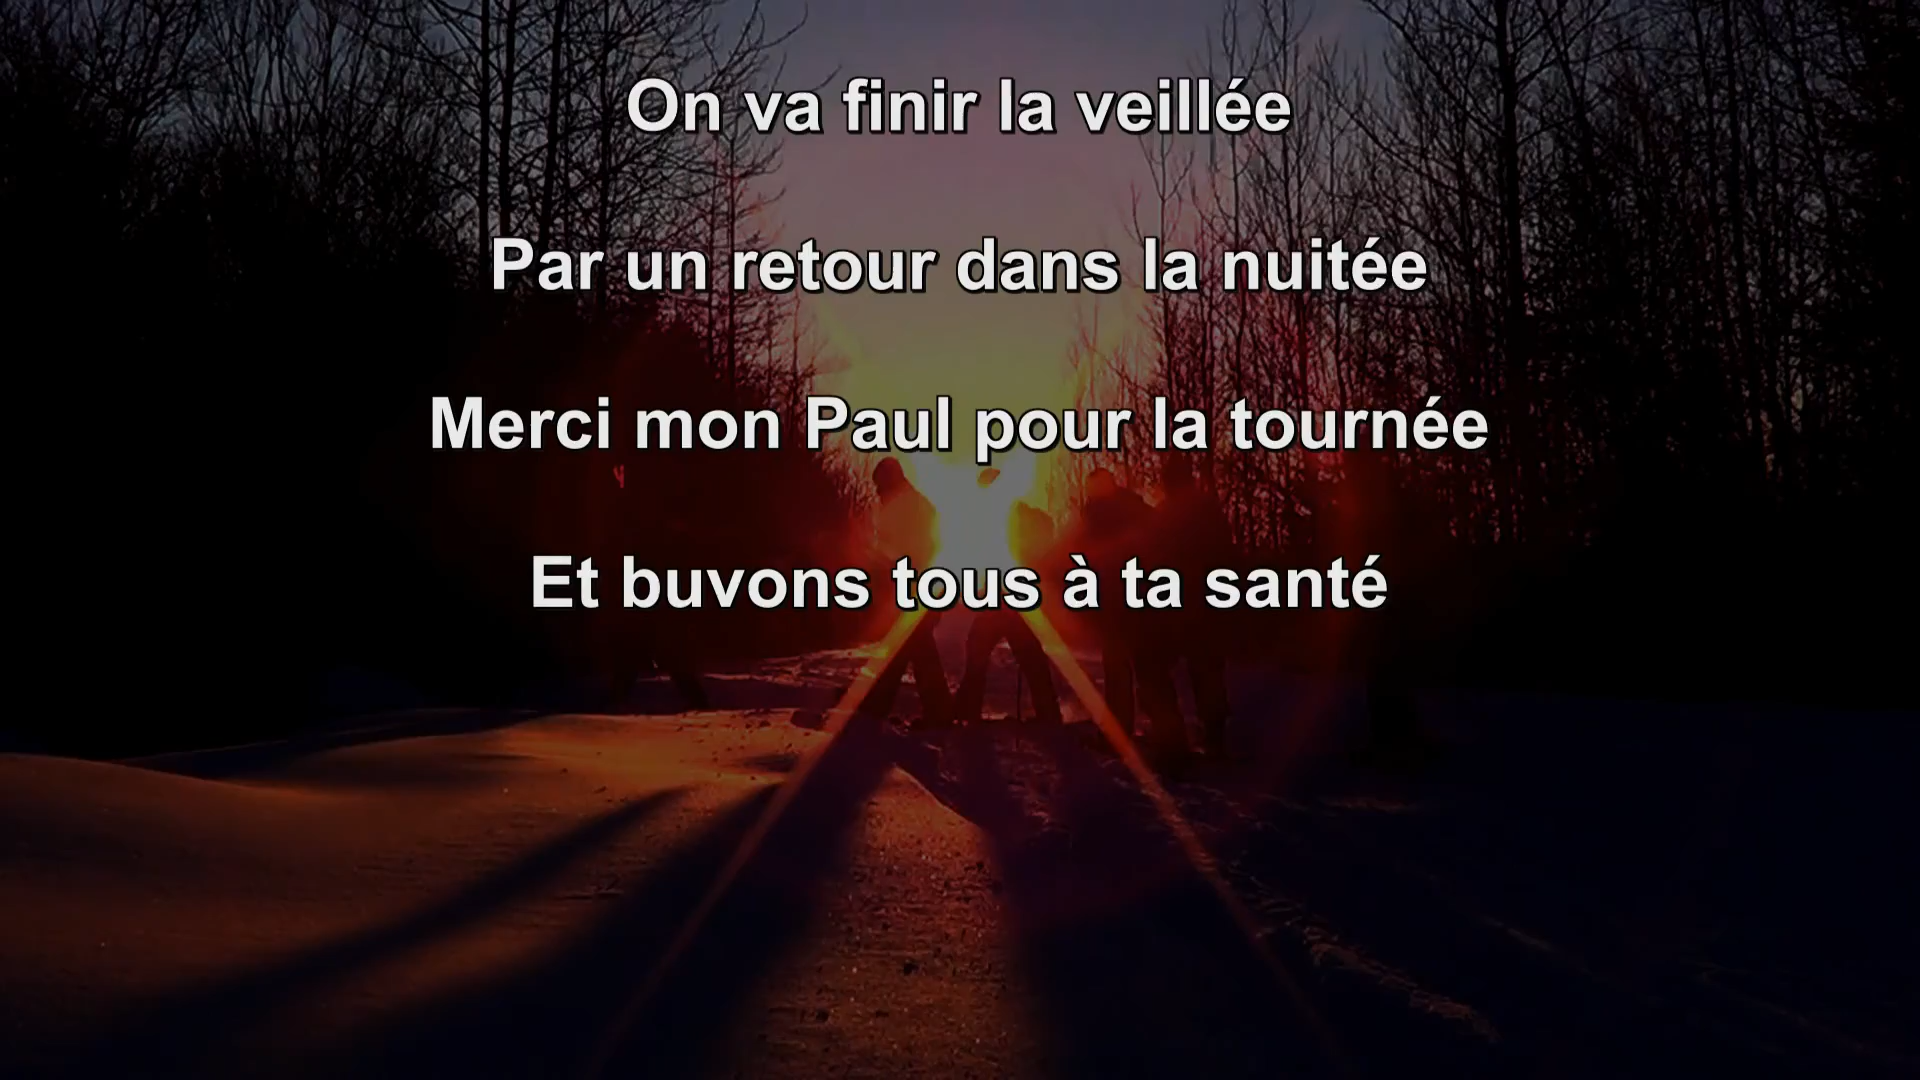 On va finir la veillée
Par un retour dans la nuitée
Merci mon Paul pour la tournée
Et buvons tous à ta santé